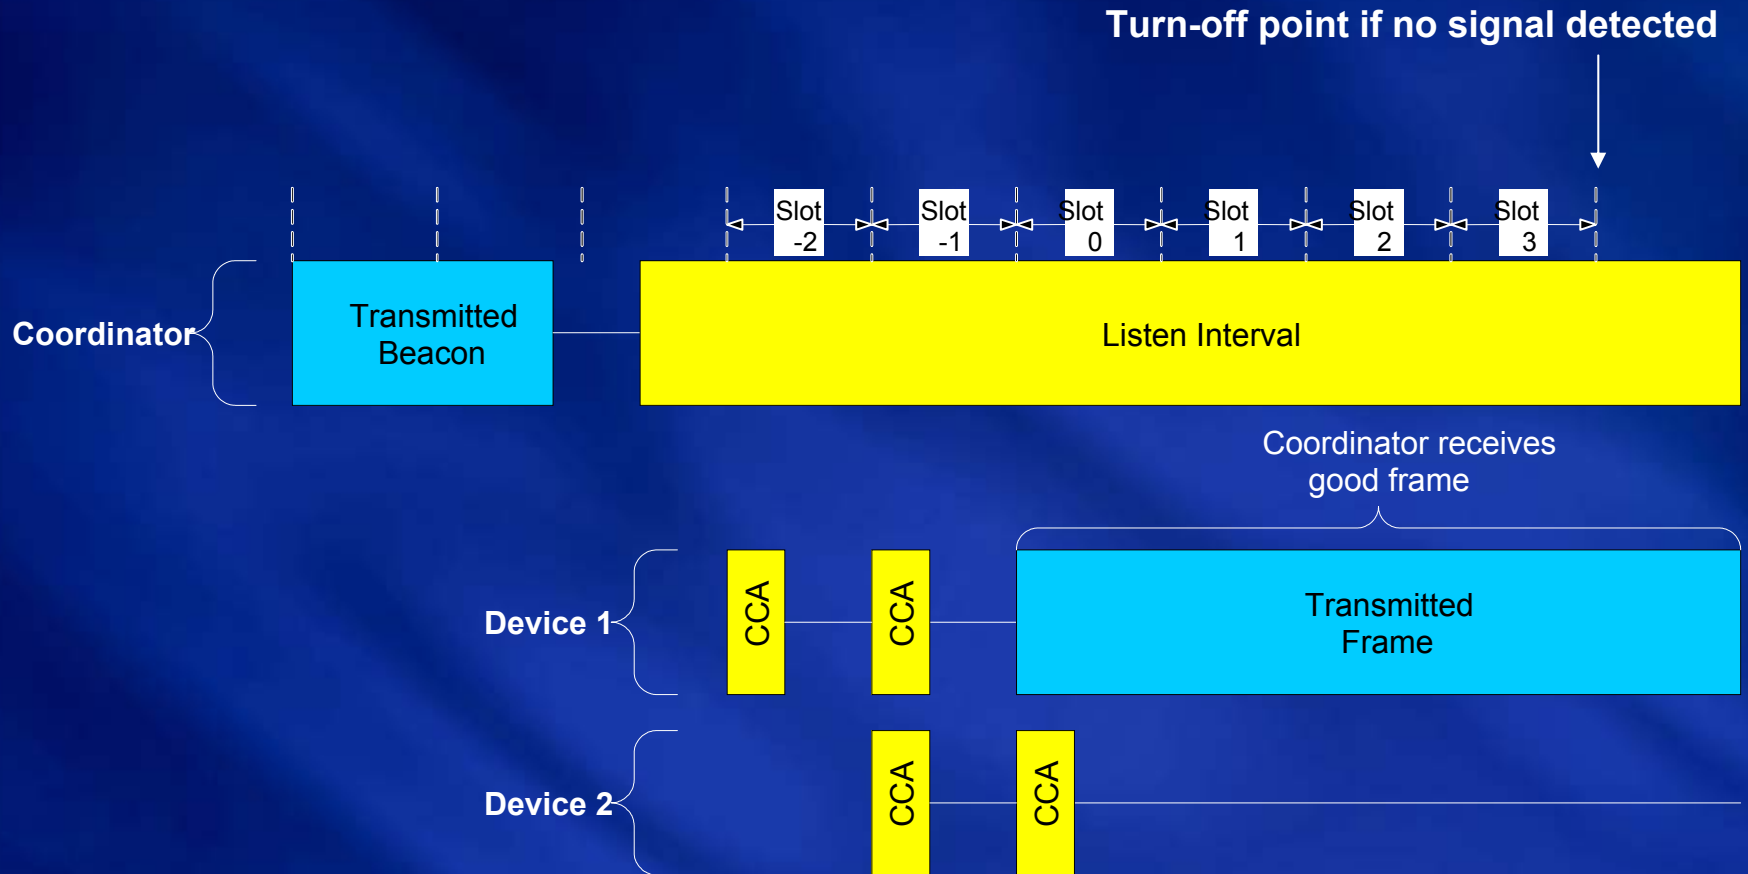 Turn-off point if no signal detected
Slot
-2
Slot
-1
Slot
0
Slot
1
Slot
2
Slot
3
Coordinator
Transmitted
Beacon
Listen Interval
Coordinator receives
good frame
Device 1
CCA
CCA
Transmitted
Frame
Device 2
CCA
CCA